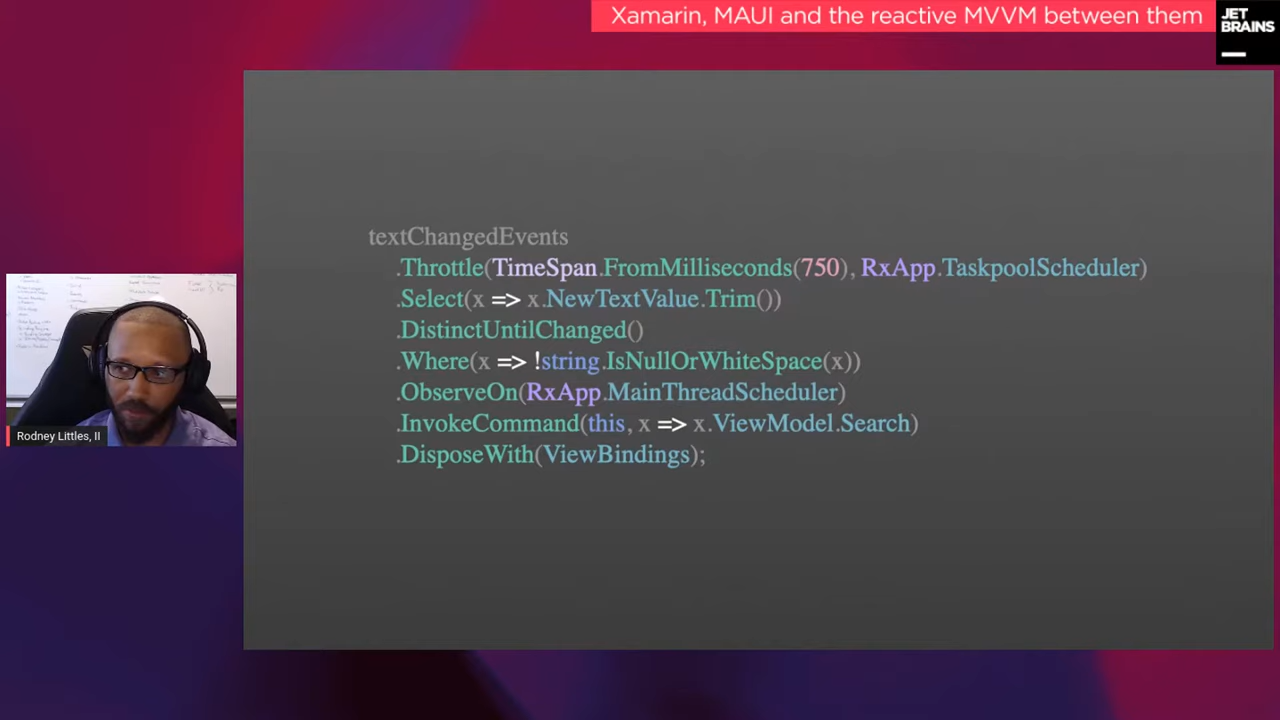 Xamarin, MAUI and the reactive MVVM between them
JET
BRAINS
textChangedEvents
.Throttle(TimeSpan.FromMilliseconds(750), RxApp.TaskpoolScheduler)
.Select(x => x.NewTextValue.Trim())
.DistinctUntilChanged()
.Where(x => !string.IsNullOrWhiteSpace(x))
.ObserveOn(RxApp.MainThreadScheduler)
.InvokeCommand(this, x => x.ViewModel.Search)
.DisposeWith(ViewBindings);
Rodney Littles, II